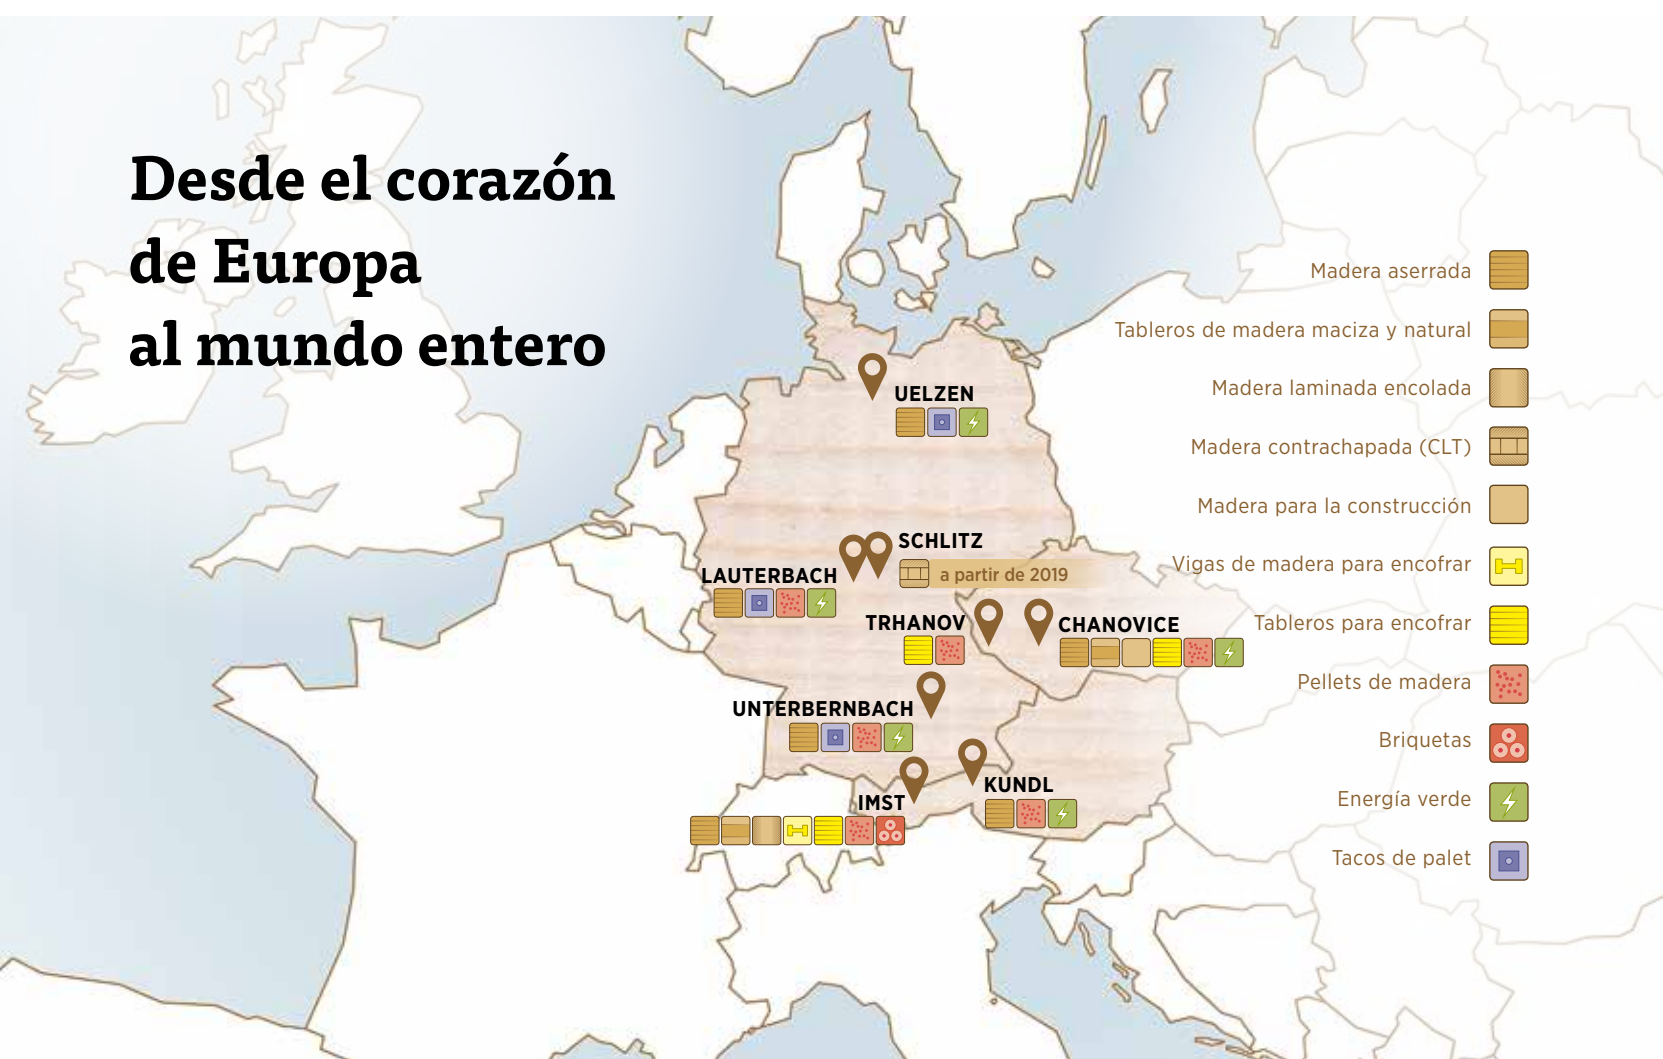 Desde el corazón
de Europa
al mundo entero
Madera aserrada
Tableros de madera maciza y natural
Madera laminada encolada
Madera contrachapada (CLT)
Madera para la construcción
Vigas de madera para encofrar
Tableros para encofrar
Pellets de madera
Briquetas
Energía verde
Tacos de palet
UELZEN
SCHLITZ
a partir de 2019
LAUTERBACH
TRHANOV
CHANOVICE
UNTERBERNBACH
KUNDL
IMST